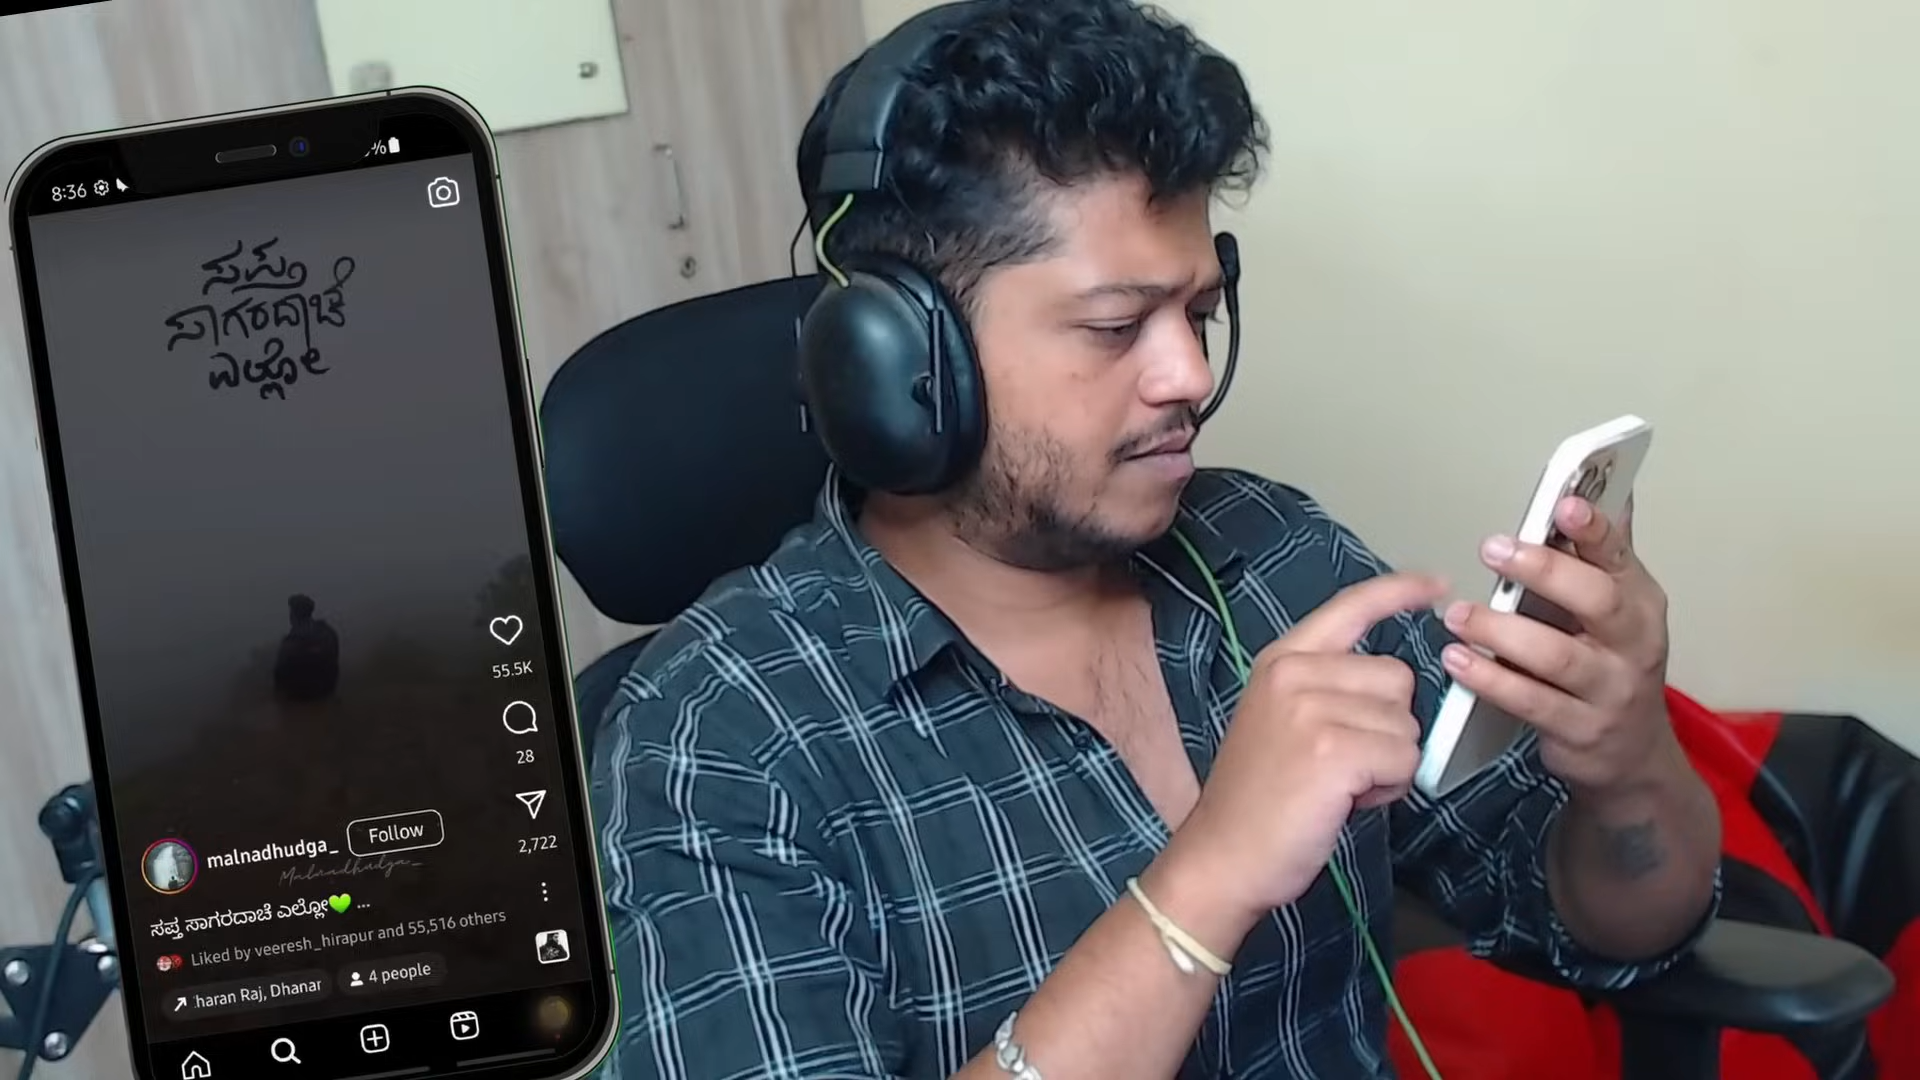 8:36
%
ಸಪ್ತ
ಸಾಗರದಾಚೆ
ಎಲ್ಲೋ
55.5K
28
2,722
malnadhudga_
Follow
Malnadhudga_
ಸಪ್ತ ಸಾಗರದಾಚೆ ಎಲ್ಲೋ💚 ...
Liked by veeresh_hirapur and 55,516 others
haran Raj, Dhanar
4 people